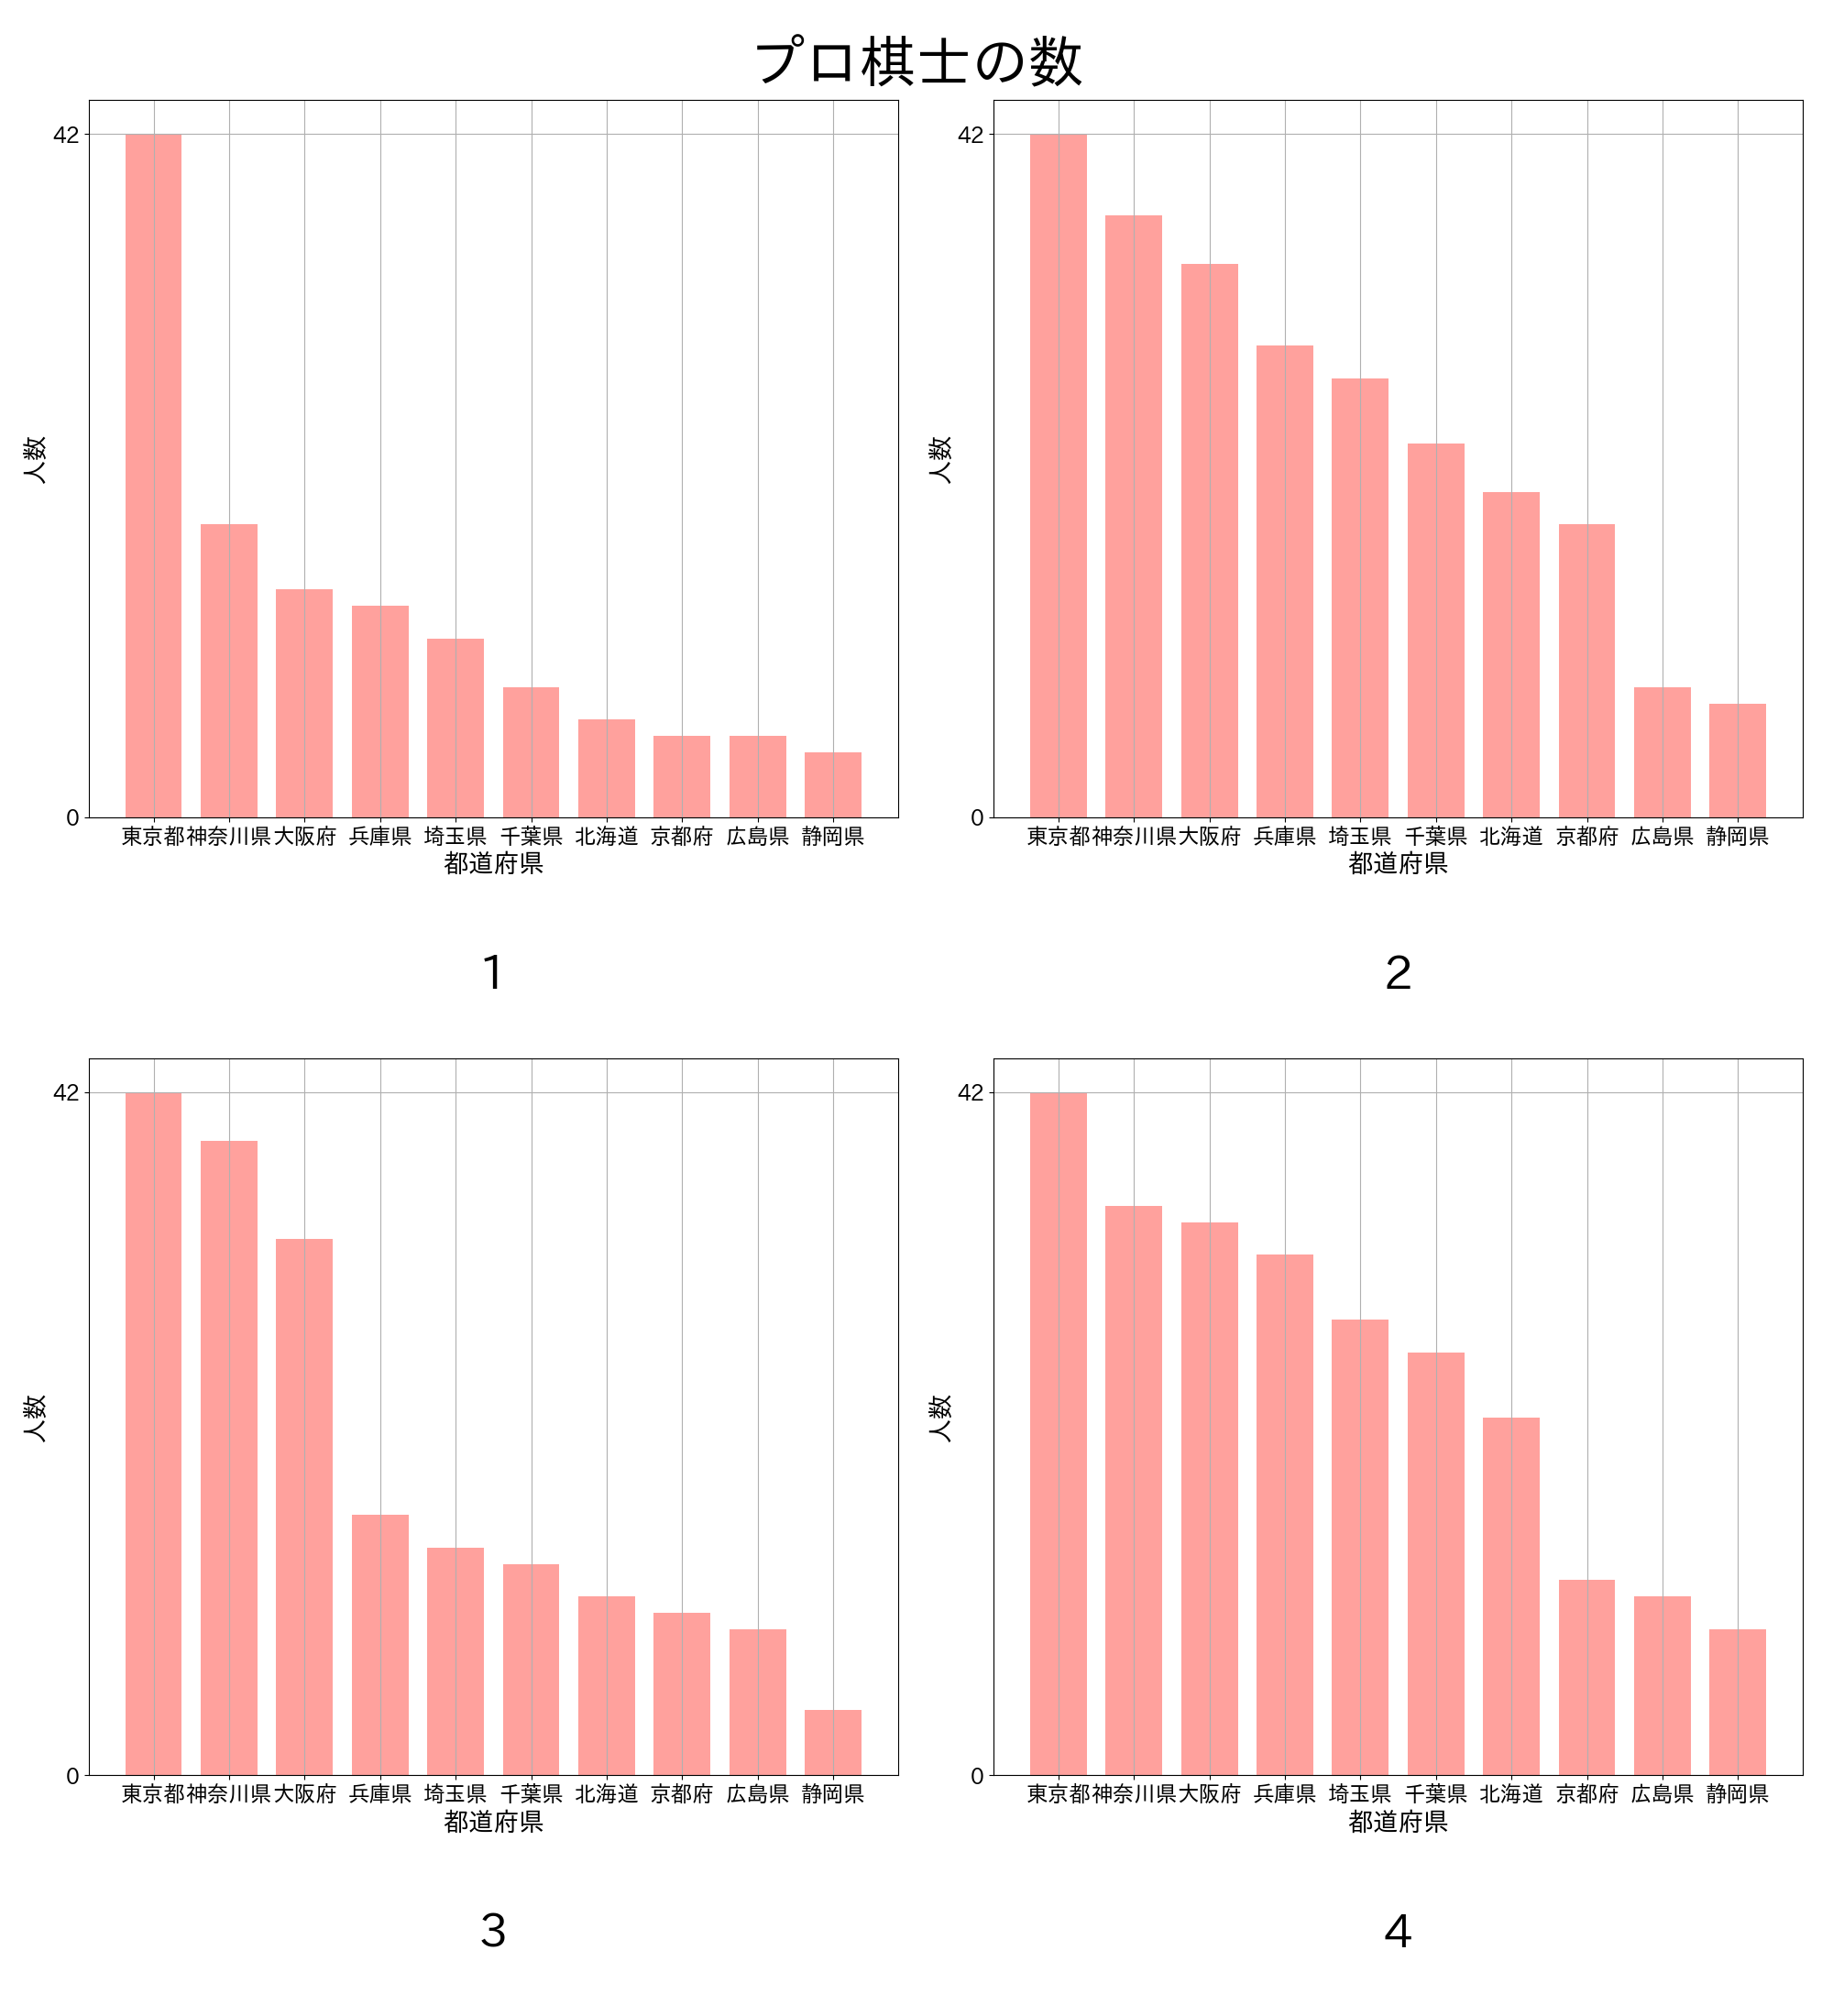 プロ棋士の数
42
0
人数
東京都 神奈川県 大阪府 兵庫県 埼玉県 千葉県 北海道 京都府 広島県 静岡県
都道府県
1
42
0
人数
東京都 神奈川県 大阪府 兵庫県 埼玉県 千葉県 北海道 京都府 広島県 静岡県
都道府県
2
42
0
人数
東京都 神奈川県 大阪府 兵庫県 埼玉県 千葉県 北海道 京都府 広島県 静岡県
都道府県
3
42
0
人数
東京都 神奈川県 大阪府 兵庫県 埼玉県 千葉県 北海道 京都府 広島県 静岡県
都道府県
4